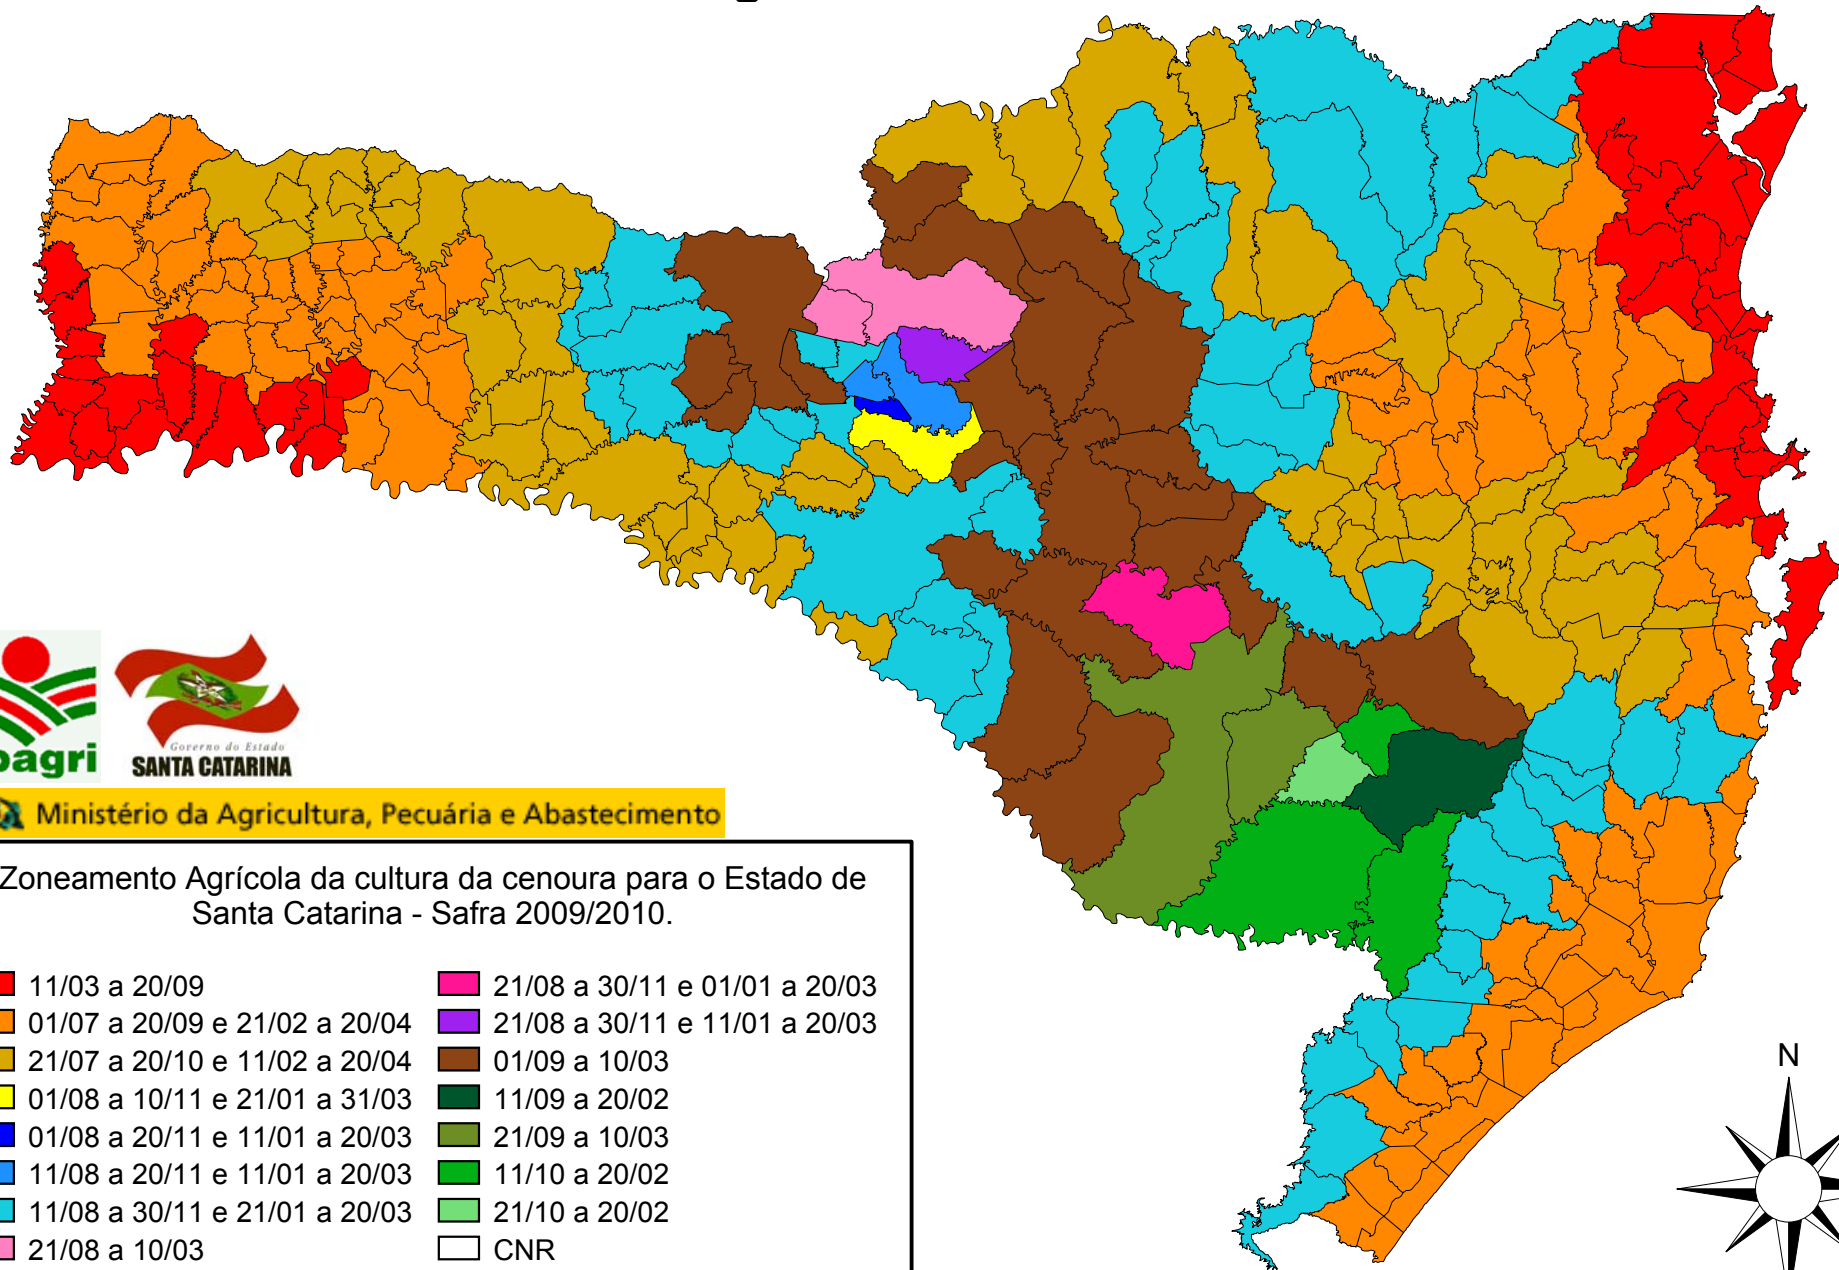 pagri
Governo do Estado
SANTA CATARINA
Ministério da Agricultura, Pecuária e Abastecimento
Zoneamento Agrícola da cultura da cenoura para o Estado de
Santa Catarina - Safra 2009/2010.
11/03 a 20/09
01/07 a 20/09 e 21/02 a 20/04
21/07 a 20/10 e 11/02 a 20/04
01/08 a 10/11 e 21/01 a 31/03
01/08 a 20/11 e 11/01 a 20/03
11/08 a 20/11 e 11/01 a 20/03
11/08 a 30/11 e 21/01 a 20/03
21/08 a 10/03
21/08 a 30/11 e 01/01 a 20/03
21/08 a 30/11 e 11/01 a 20/03
01/09 a 10/03
11/09 a 20/02
21/09 a 10/03
11/10 a 20/02
21/10 a 20/02
CNR
N